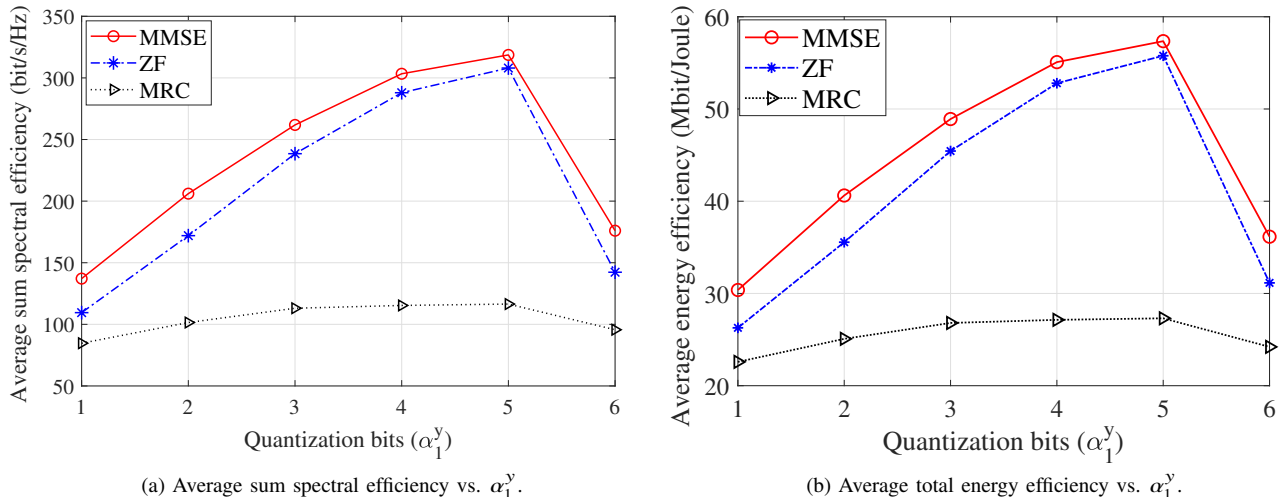 Average sum spectral efficiency (bit/s/Hz)
350
300
250
200
150
100
50
MMSE
ZF
MRC
1 2 3 4 5 6
Quantization bits (α₁ʸ)
(a) Average sum spectral efficiency vs. α₁ʸ.
Average energy efficiency (Mbit/Joule)
60
50
40
30
20
MMSE
ZF
MRC
1 2 3 4 5 6
Quantization bits (α₁ʸ)
(b) Average total energy efficiency vs. α₁ʸ.